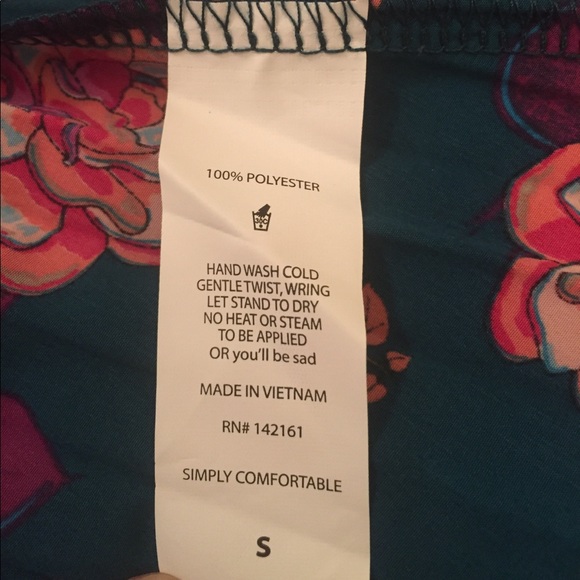 100% POLYESTER
30C
HAND WASH COLD
GENTLE TWIST, WRING
LET STAND TO DRY
NO HEAT OR STEAM
TO BE APPLIED
OR you'll be sad
MADE IN VIETNAM
RN# 142161
SIMPLY COMFORTABLE
S